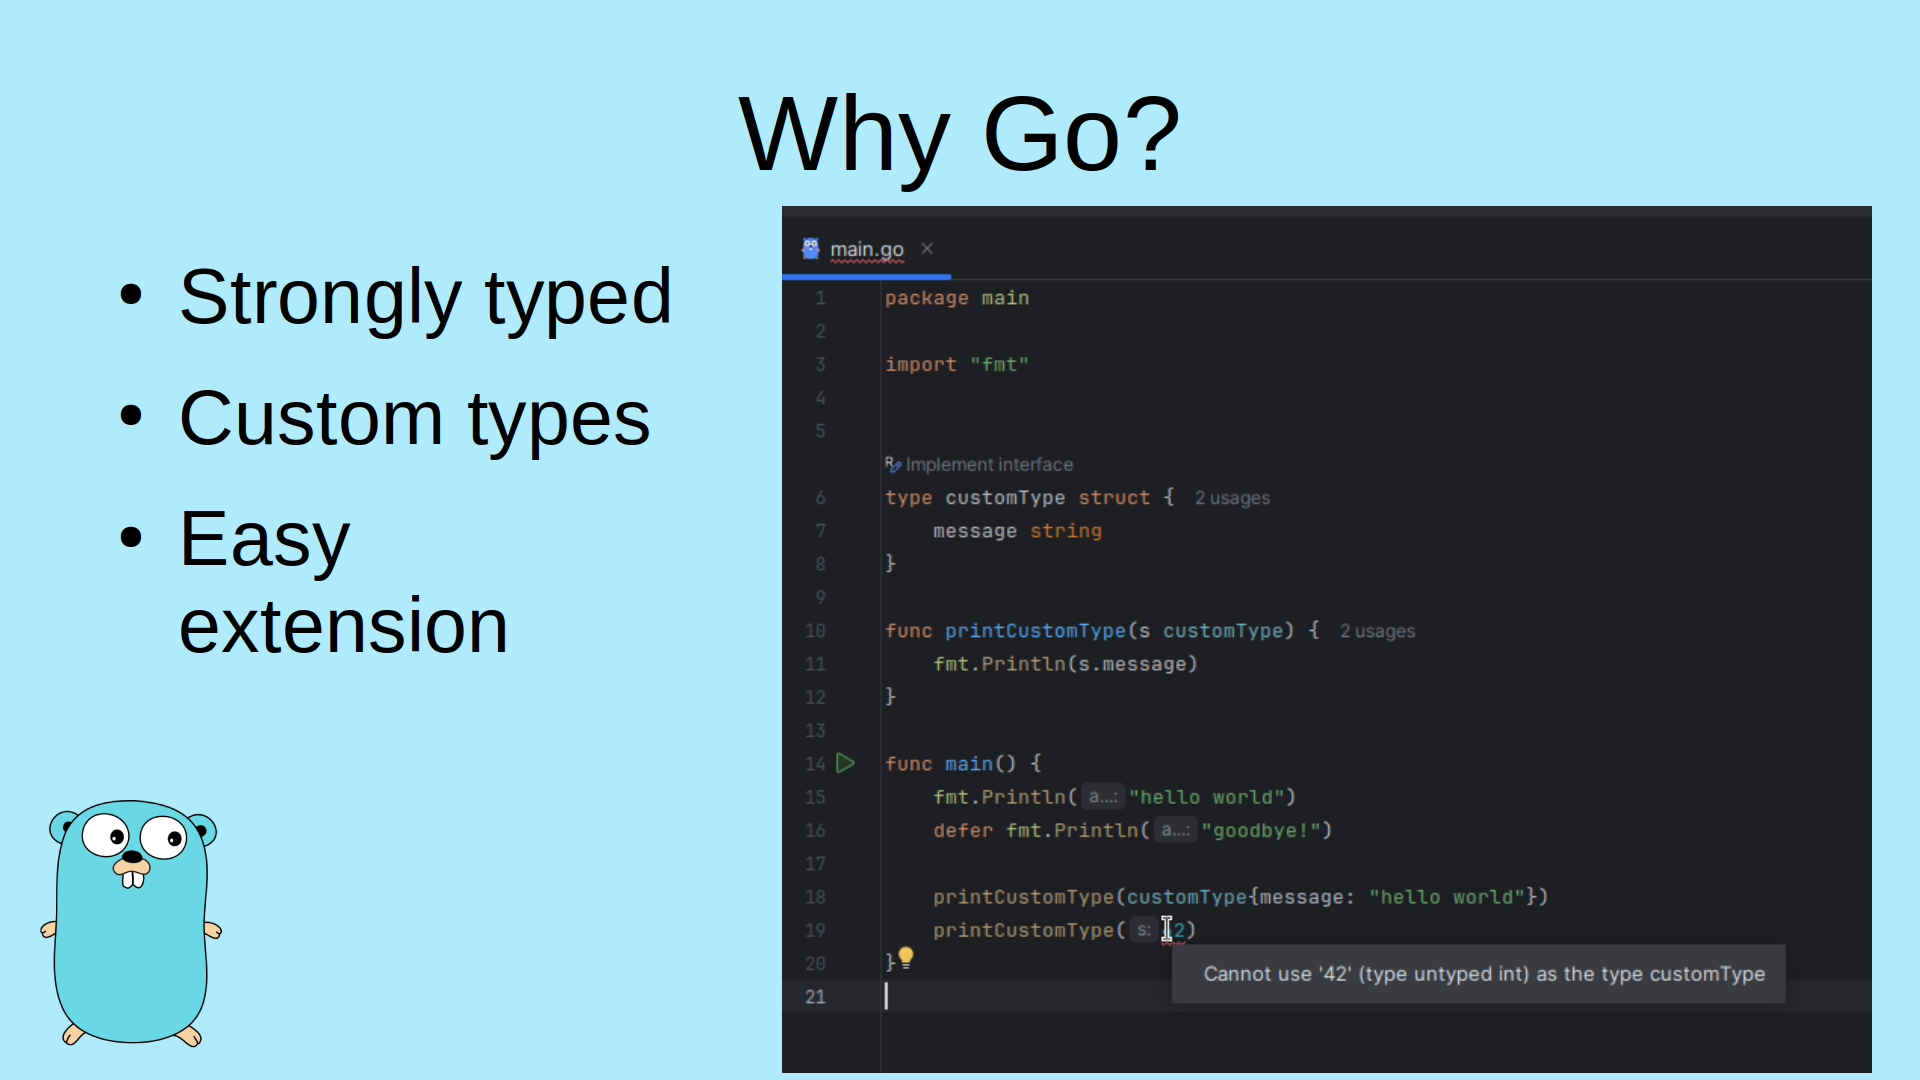 Why Go?
• Strongly typed
• Custom types
• Easy
extension
main.go ×
1 package main
2
3 import "fmt"
4
5
Implement interface
6 type customType struct { 2 usages
7 message string
8 }
9
10 func printCustomType(s customType) { 2 usages
11 fmt.Println(s.message)
12 }
13
14 func main() {
15 fmt.Println( a...: "hello world")
16 defer fmt.Println( a...: "goodbye!")
17
18 printCustomType(customType{message: "hello world"})
19 printCustomType( s: 2)
20 }
Cannot use '42' (type untyped int) as the type customType
21